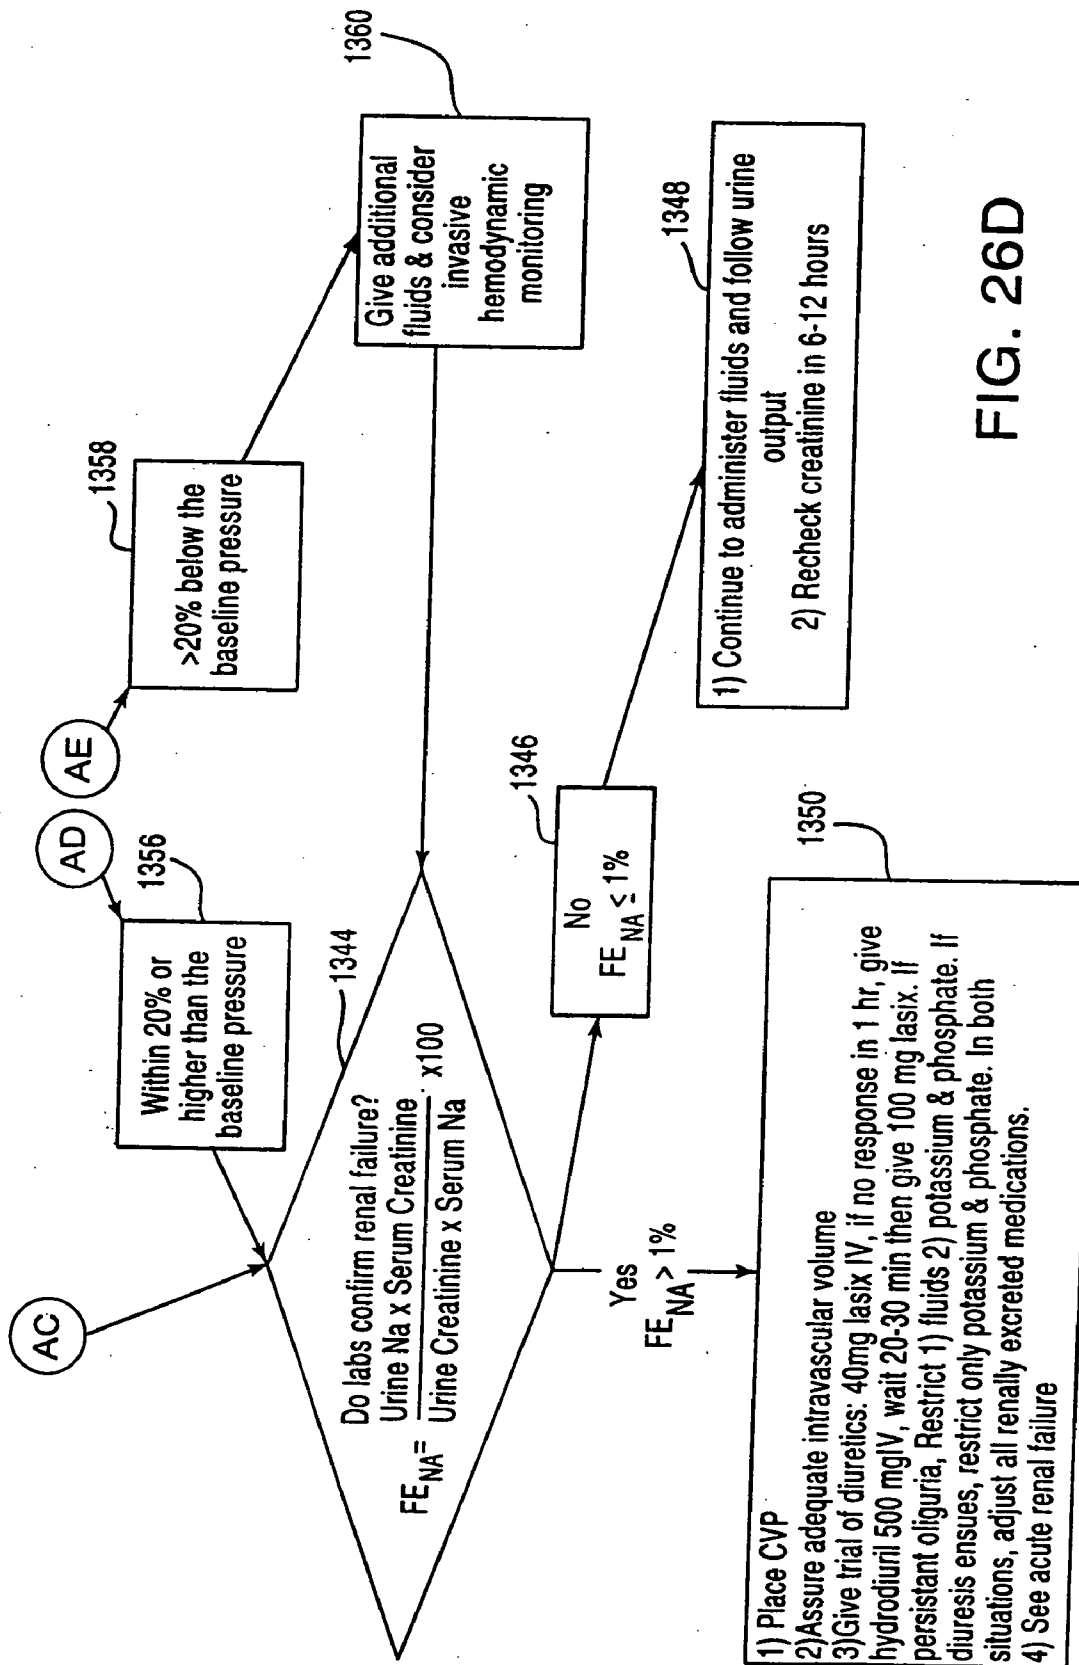 AC
AD
AE
1356
Within 20% or
higher than the
baseline pressure
1358
>20% below the
baseline pressure
1360
Give additional
fluids & consider
invasive
hemodynamic
monitoring
1344
Do labs confirm renal failure?
FE NA = Urine Na x Serum Creatinine
Urine Creatinine x Serum Na
x100
1346
No
FE NA ≤ 1%
1348
1) Continue to administer fluids and follow urine
output
2) Recheck creatinine in 6-12 hours
Yes
FE NA > 1%
1350
1) Place CVP
2)Assure adequate intravascular volume
3)Give trial of diuretics: 40mg lasix IV, if no response in 1 hr, give
hydrodiuril 500 mgIV, wait 20-30 min then give 100 mg lasix. If
persistant oliguria, Restrict 1) fluids 2) potassium & phosphate. If
diuresis ensues, restrict only potassium & phosphate. In both
situations, adjust all renally excreted medications.
4) See acute renal failure
FIG. 26D